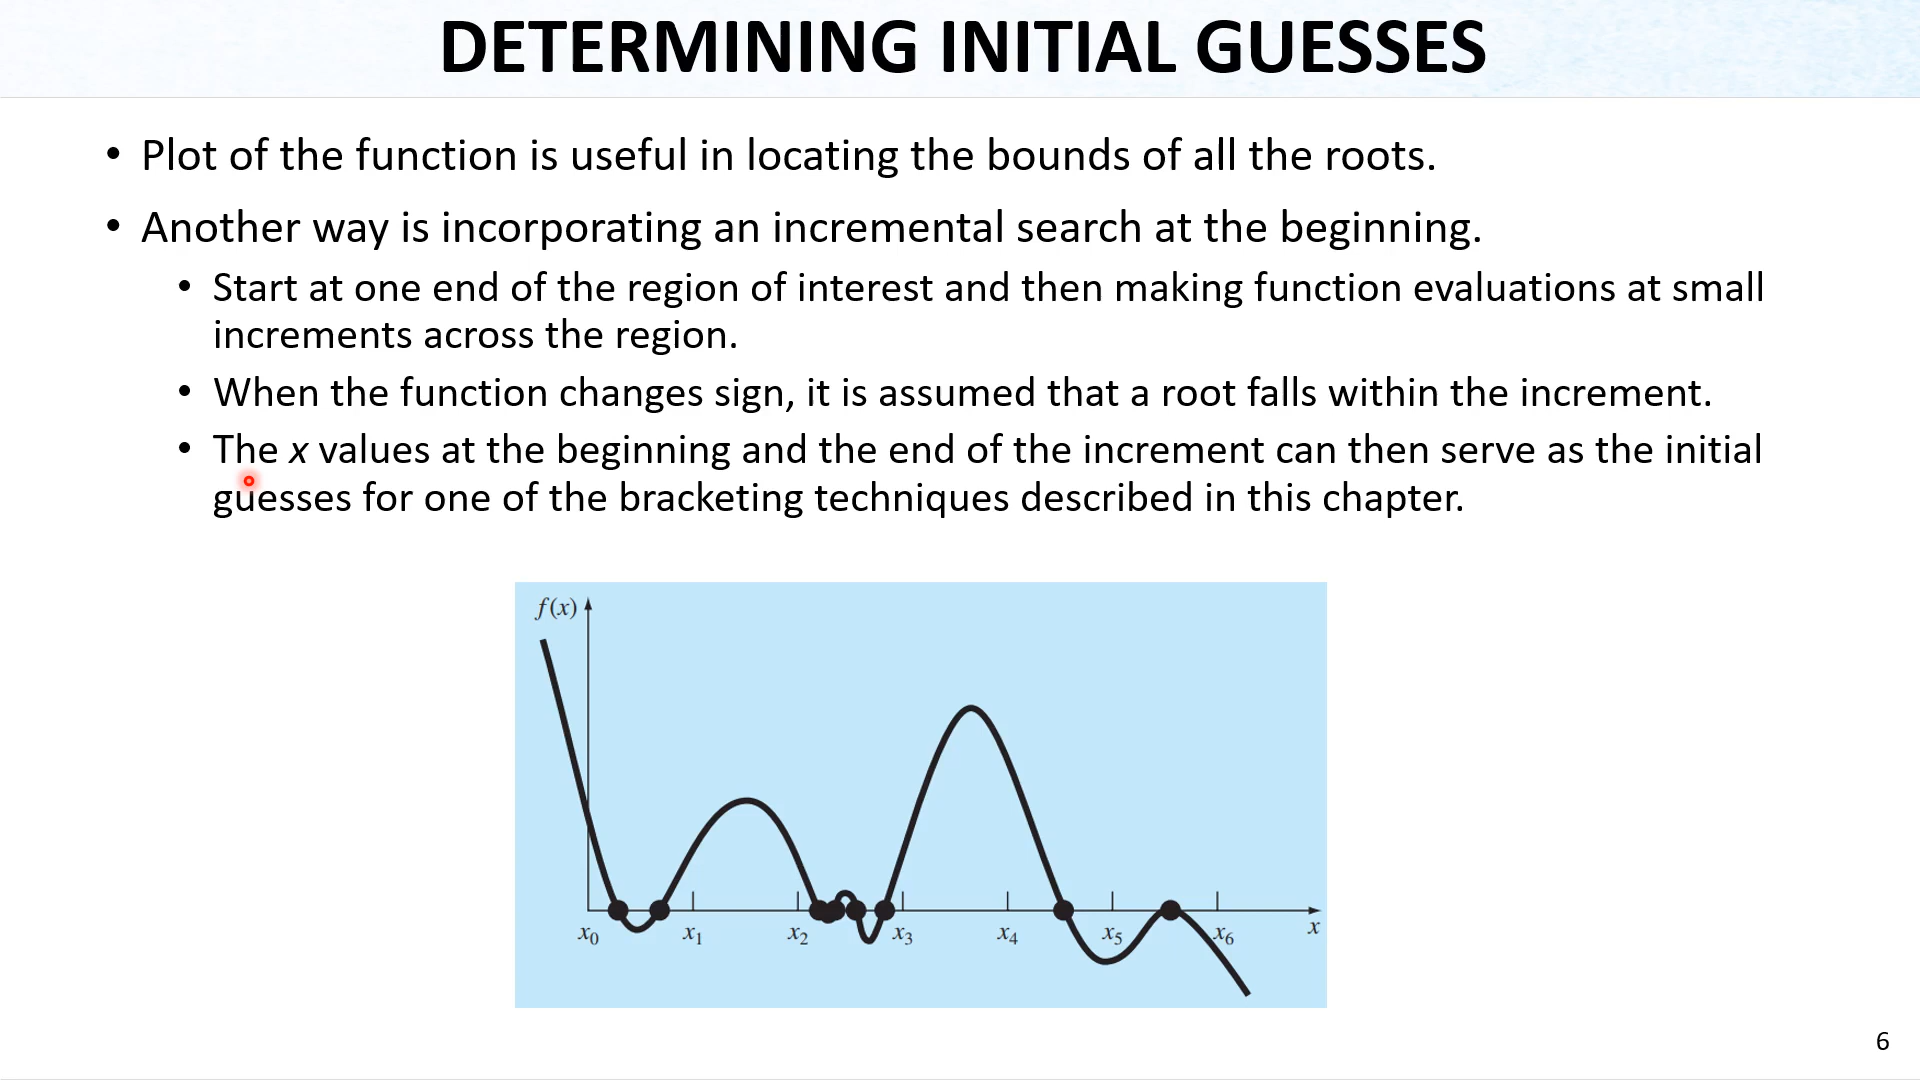 DETERMINING INITIAL GUESSES
• Plot of the function is useful in locating the bounds of all the roots.
• Another way is incorporating an incremental search at the beginning.
• Start at one end of the region of interest and then making function evaluations at small
increments across the region.
• When the function changes sign, it is assumed that a root falls within the increment.
• The x values at the beginning and the end of the increment can then serve as the initial
guesses for one of the bracketing techniques described in this chapter.
f(x)
x₀ x₁ x₂ x₃ x₄ x₅ x₆ x
6